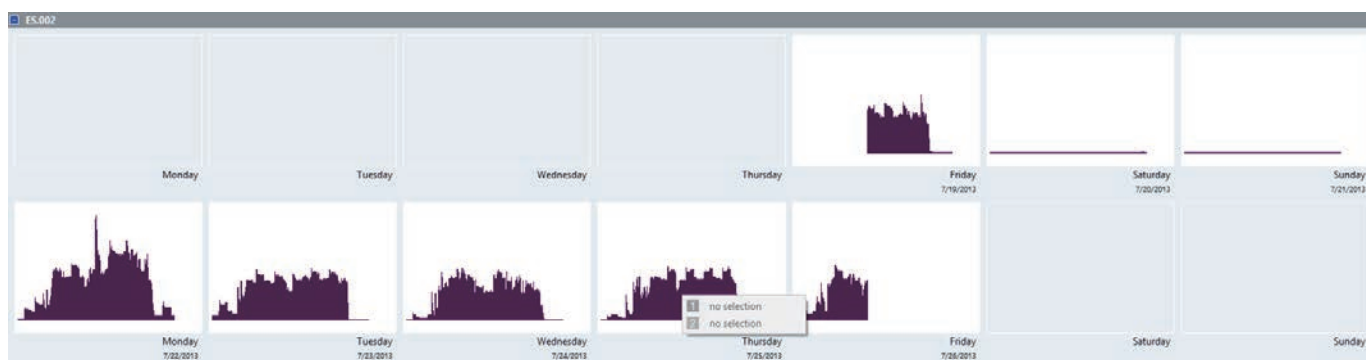 ES.002
Monday Tuesday Wednesday Thursday Friday Saturday Sunday
7/19/2013 7/20/2013 7/21/2013
1 no selection
2 no selection
Monday Tuesday Wednesday Thursday Friday Saturday Sunday
7/22/2013 7/23/2013 7/24/2013 7/25/2013 7/26/2013